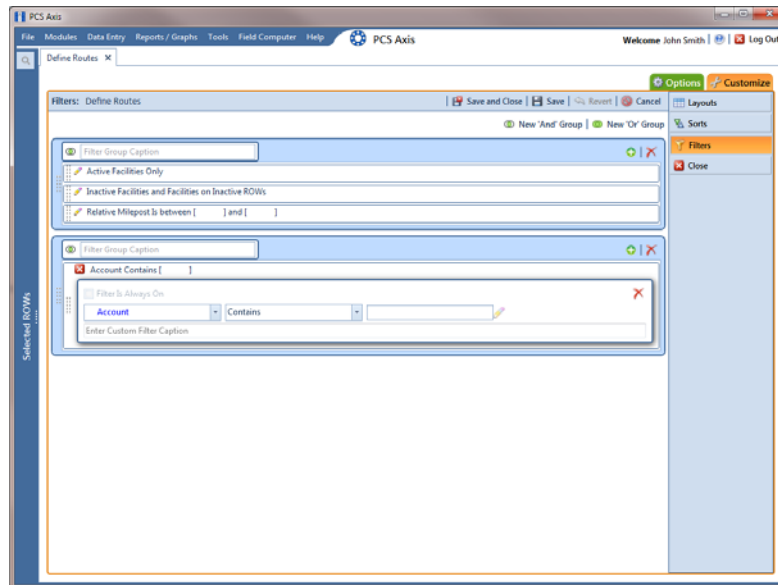 PCS Axis
File Modules Data Entry Reports / Graphs Tools Field Computer Help PCS Axis Welcome John Smith | Log Out
Define Routes
Options Customize
Filters: Define Routes | Save and Close | Save | Revert | Cancel
Layouts
New 'And' Group | New 'Or' Group
Sorts
Filter Group Caption
Filters
Active Facilities Only
Close
Inactive Facilities and Facilities on Inactive ROWs
Relative Milepost Is between [ ] and [ ]
Filter Group Caption
Account Contains [ ]
Filter Is Always On
Account Contains
Enter Custom Filter Caption
Selected ROWs